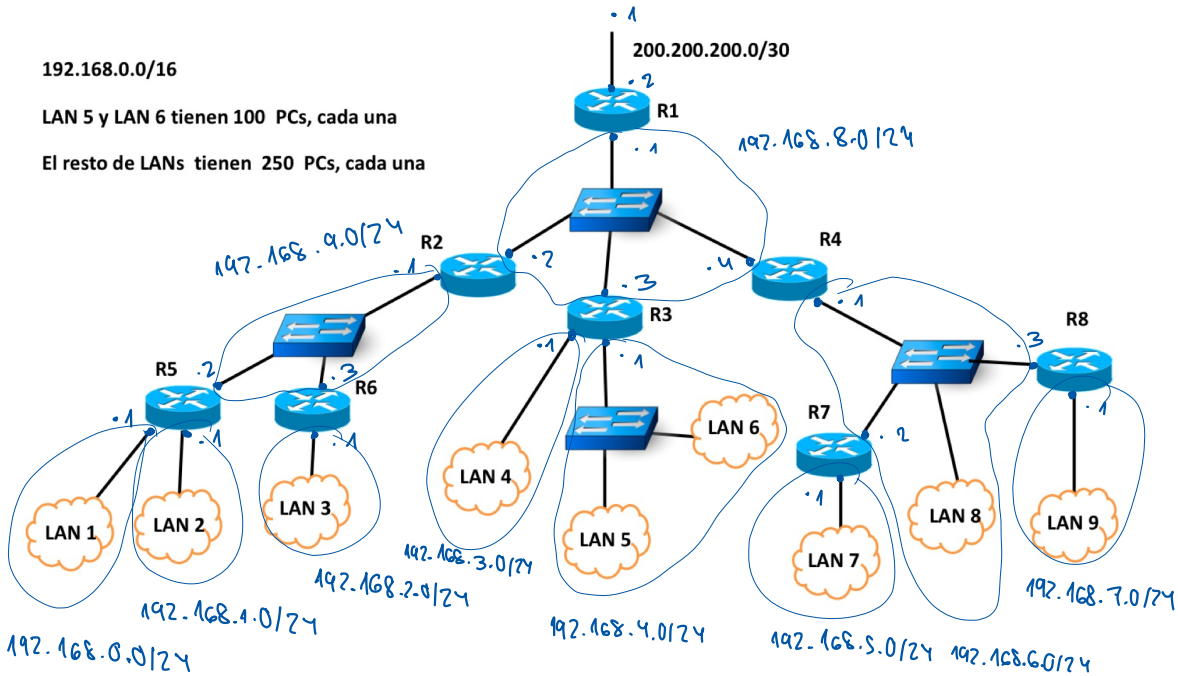 . 1
200.200.200.0/30
192.168.0.0/16
. 2
R1
LAN 5 y LAN 6 tienen 100 PCs, cada una
. 1
192.168.8.0/24
El resto de LANs tienen 250 PCs, cada una
192.168.9.0/24
R2
R4
.1
.2
.4
.3
.1
R3
R8
.1
.1
.3
.2
.3
R5
R6
.1
.1
.1
R7
.2
.1
LAN 6
LAN 4
.1
LAN 3
LAN 1
LAN 2
LAN 5
LAN 8
LAN 9
LAN 7
192.168.3.0/24
192.168.2.0/24
192.168.7.0/24
192.168.1.0/24
192.168.4.0/24
192.168.5.0/24
192.168.6.0/24
192.168.0.0/24